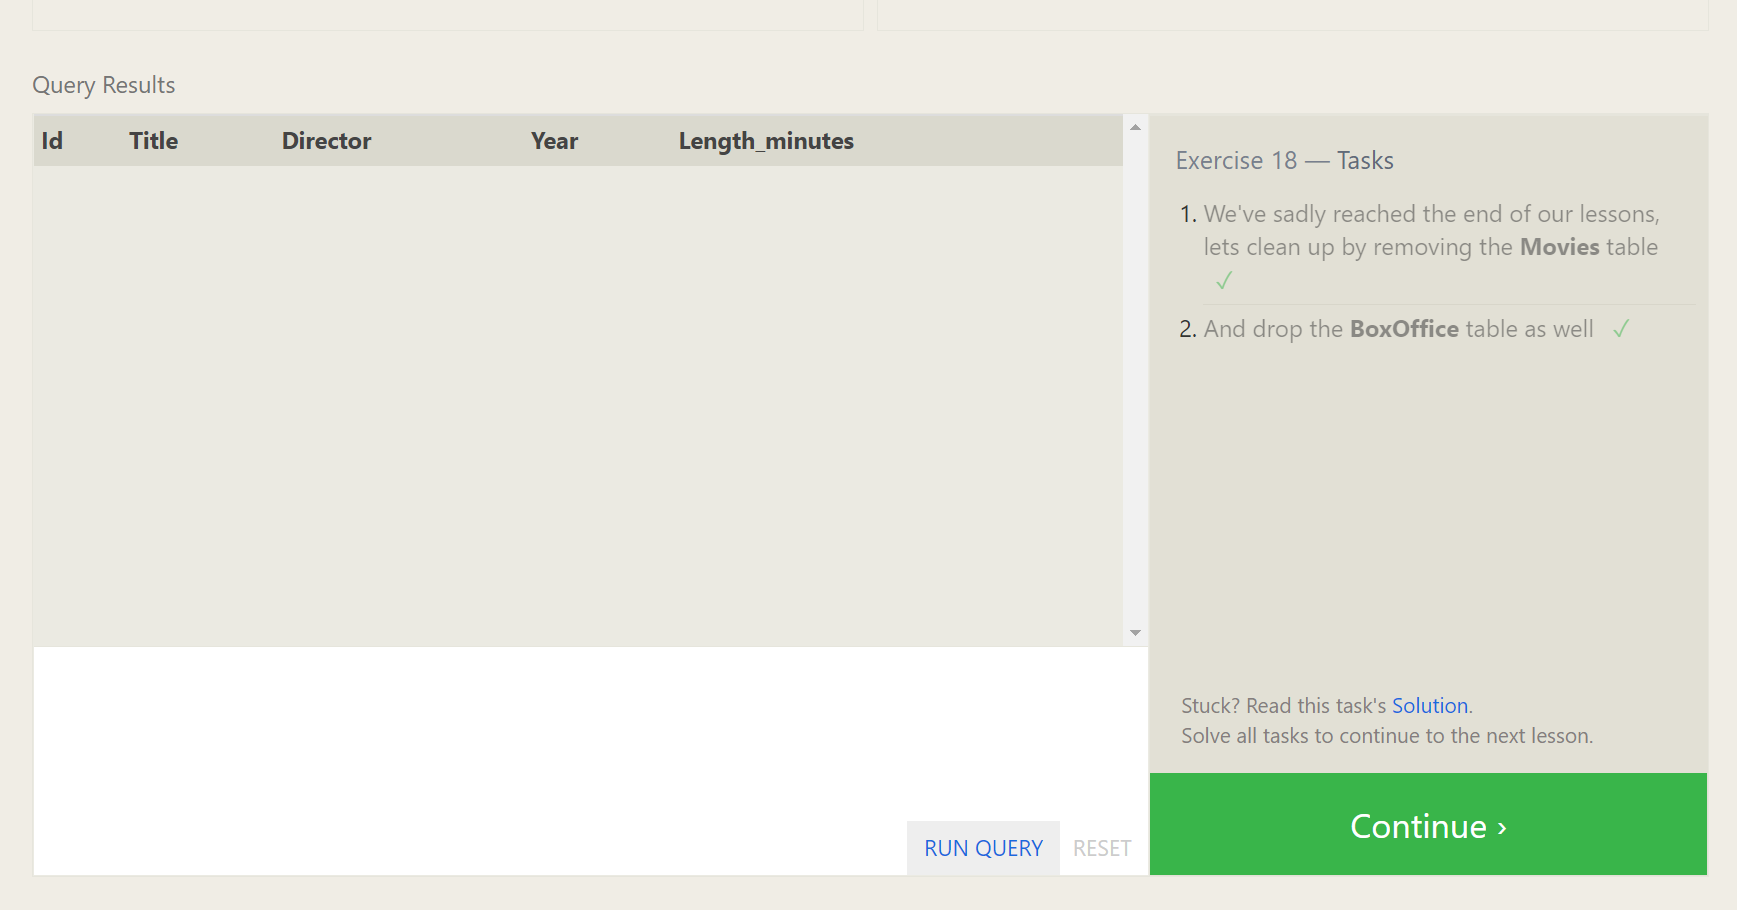 Query Results
Id Title Director Year Length_minutes
Exercise 18 — Tasks
1. We've sadly reached the end of our lessons,
lets clean up by removing the Movies table
✓
2. And drop the BoxOffice table as well ✓
Stuck? Read this task's Solution.
Solve all tasks to continue to the next lesson.
RUN QUERY RESET
Continue ›